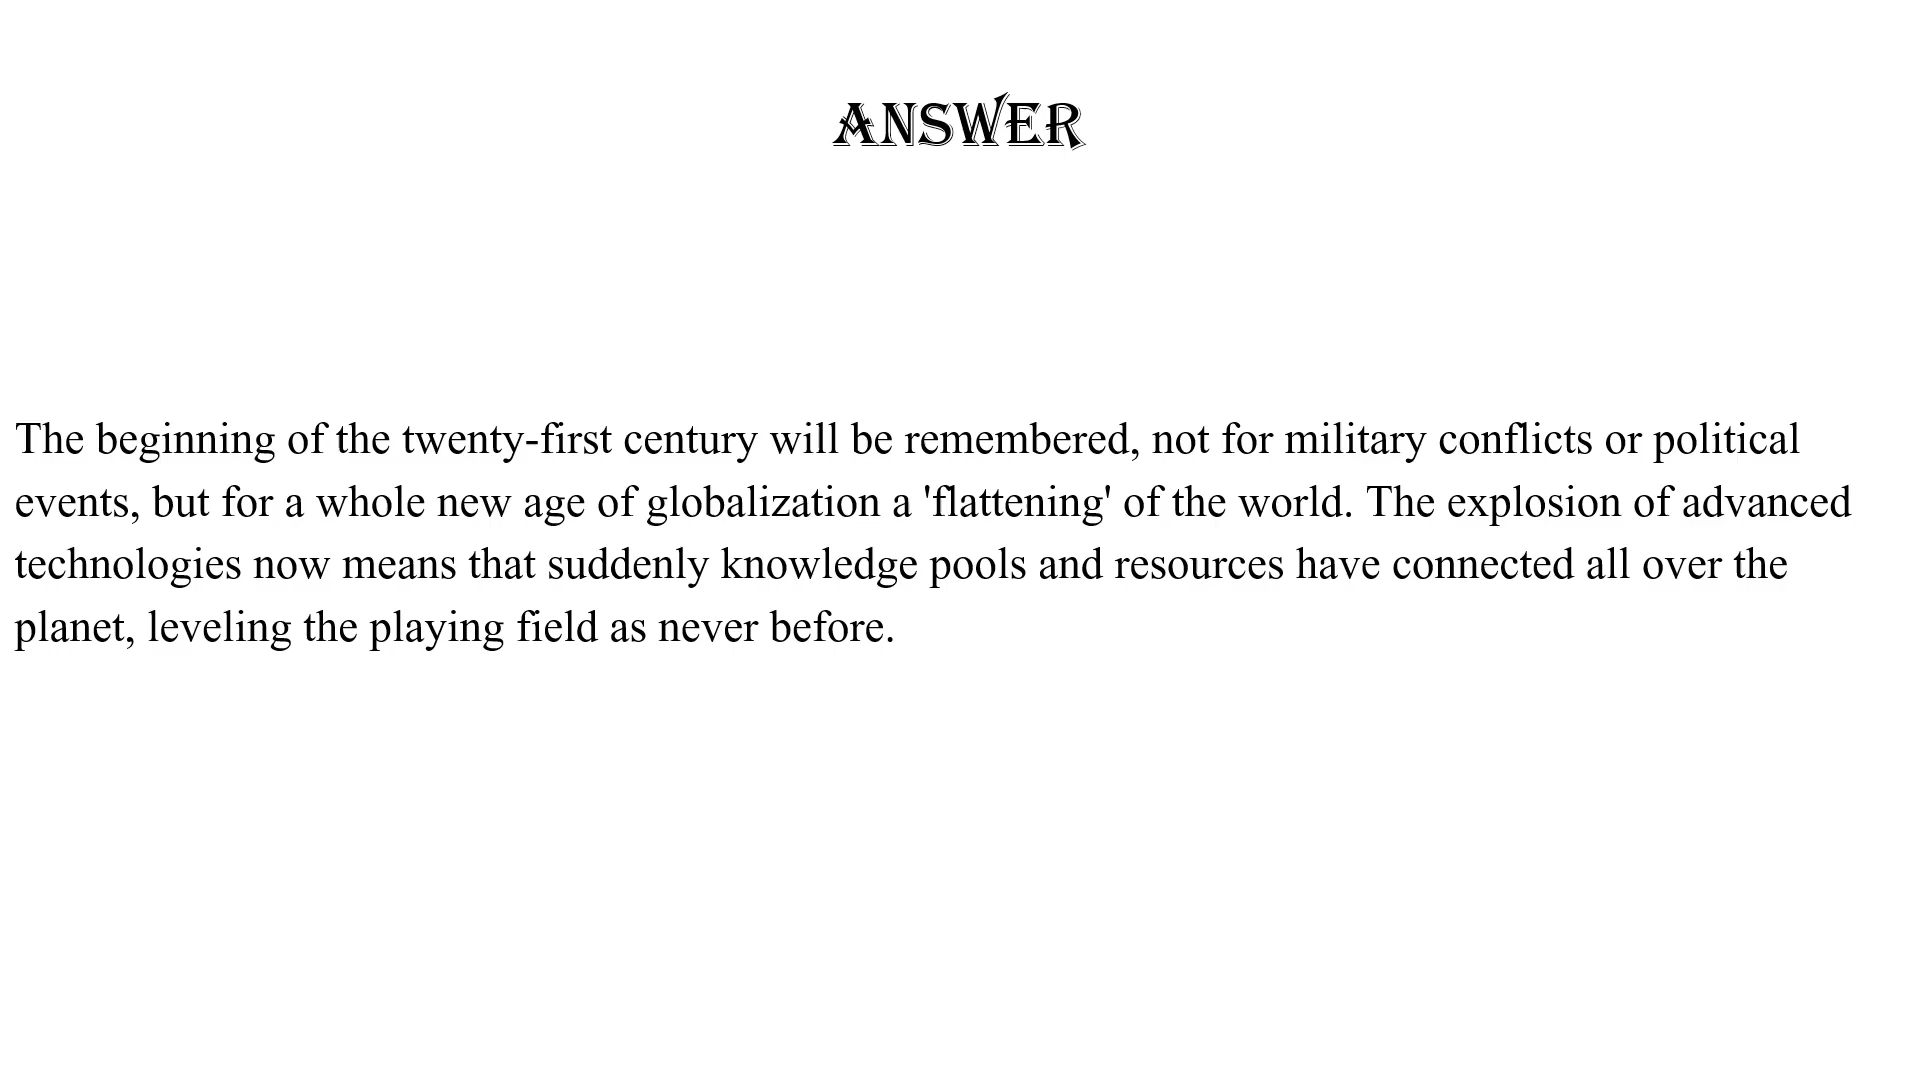 ANSWER
The beginning of the twenty-first century will be remembered, not for military conflicts or political
events, but for a whole new age of globalization a 'flattening' of the world. The explosion of advanced
technologies now means that suddenly knowledge pools and resources have connected all over the
planet, leveling the playing field as never before.